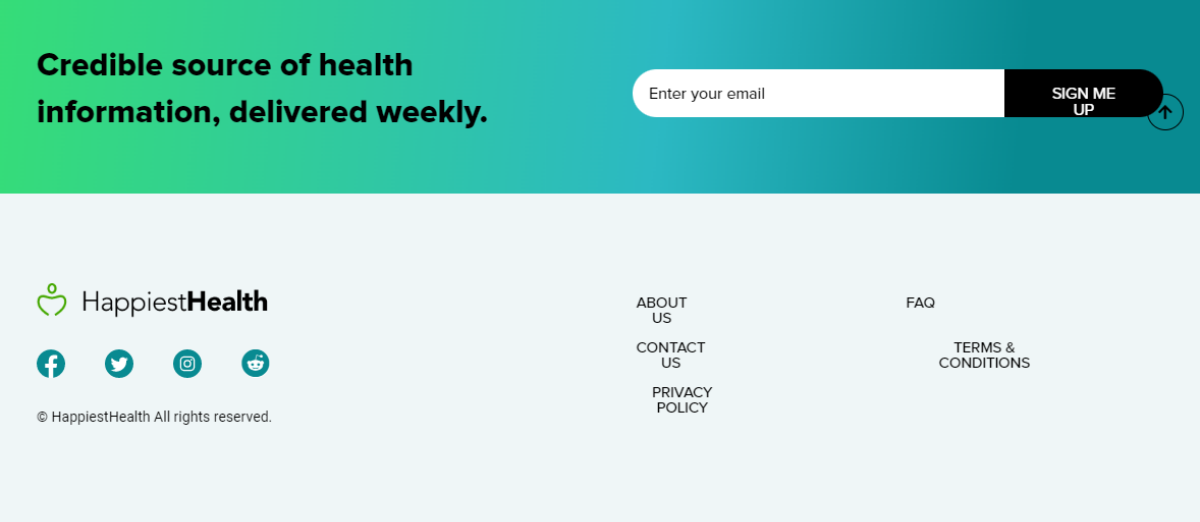 Credible source of health
information, delivered weekly.
Enter your email
SIGN ME
UP
HappiestHealth
© HappiestHealth All rights reserved.
ABOUT
US
CONTACT
US
PRIVACY
POLICY
FAQ
TERMS &
CONDITIONS